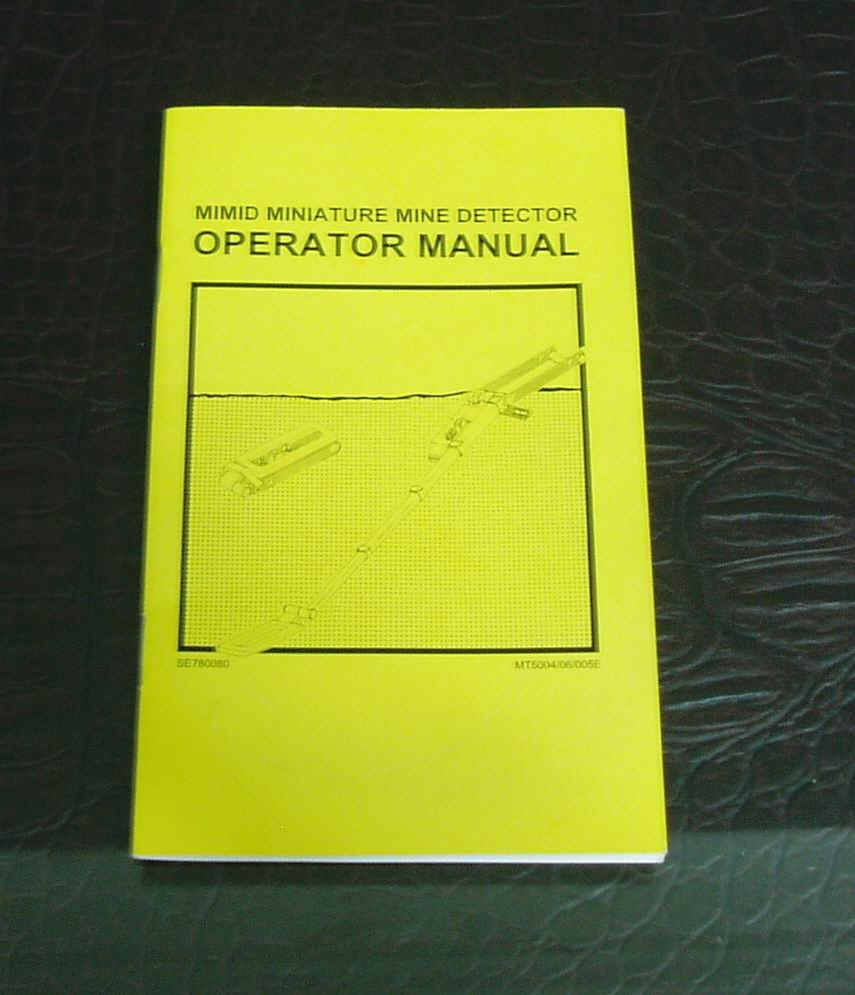 MIMID MINIATURE MINE DETECTOR
OPERATOR MANUAL
SE780080
MT5004/06/005E